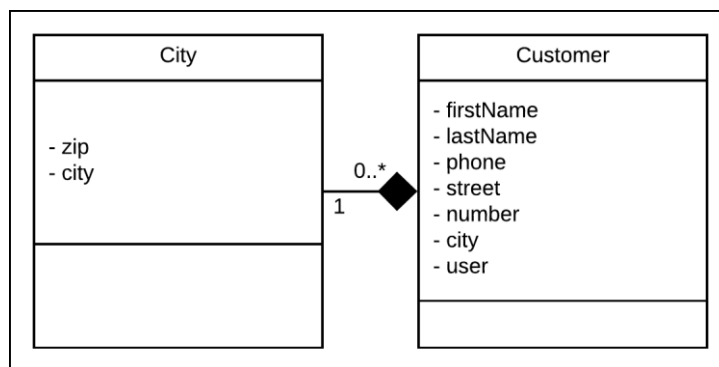 City
- zip
- city
0..*
1
Customer
- firstName
- lastName
- phone
- street
- number
- city
- user